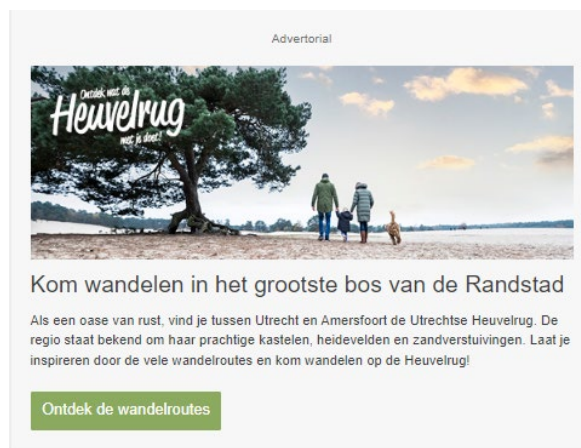 Advertorial
Ontdek wat de
Heuvelrug
met je doet!
Kom wandelen in het grootste bos van de Randstad
Als een oase van rust, vind je tussen Utrecht en Amersfoort de Utrechtse Heuvelrug. De
regio staat bekend om haar prachtige kastelen, heidevelden en zandverstuivingen. Laat je
inspireren door de vele wandelroutes en kom wandelen op de Heuvelrug!
Ontdek de wandelroutes